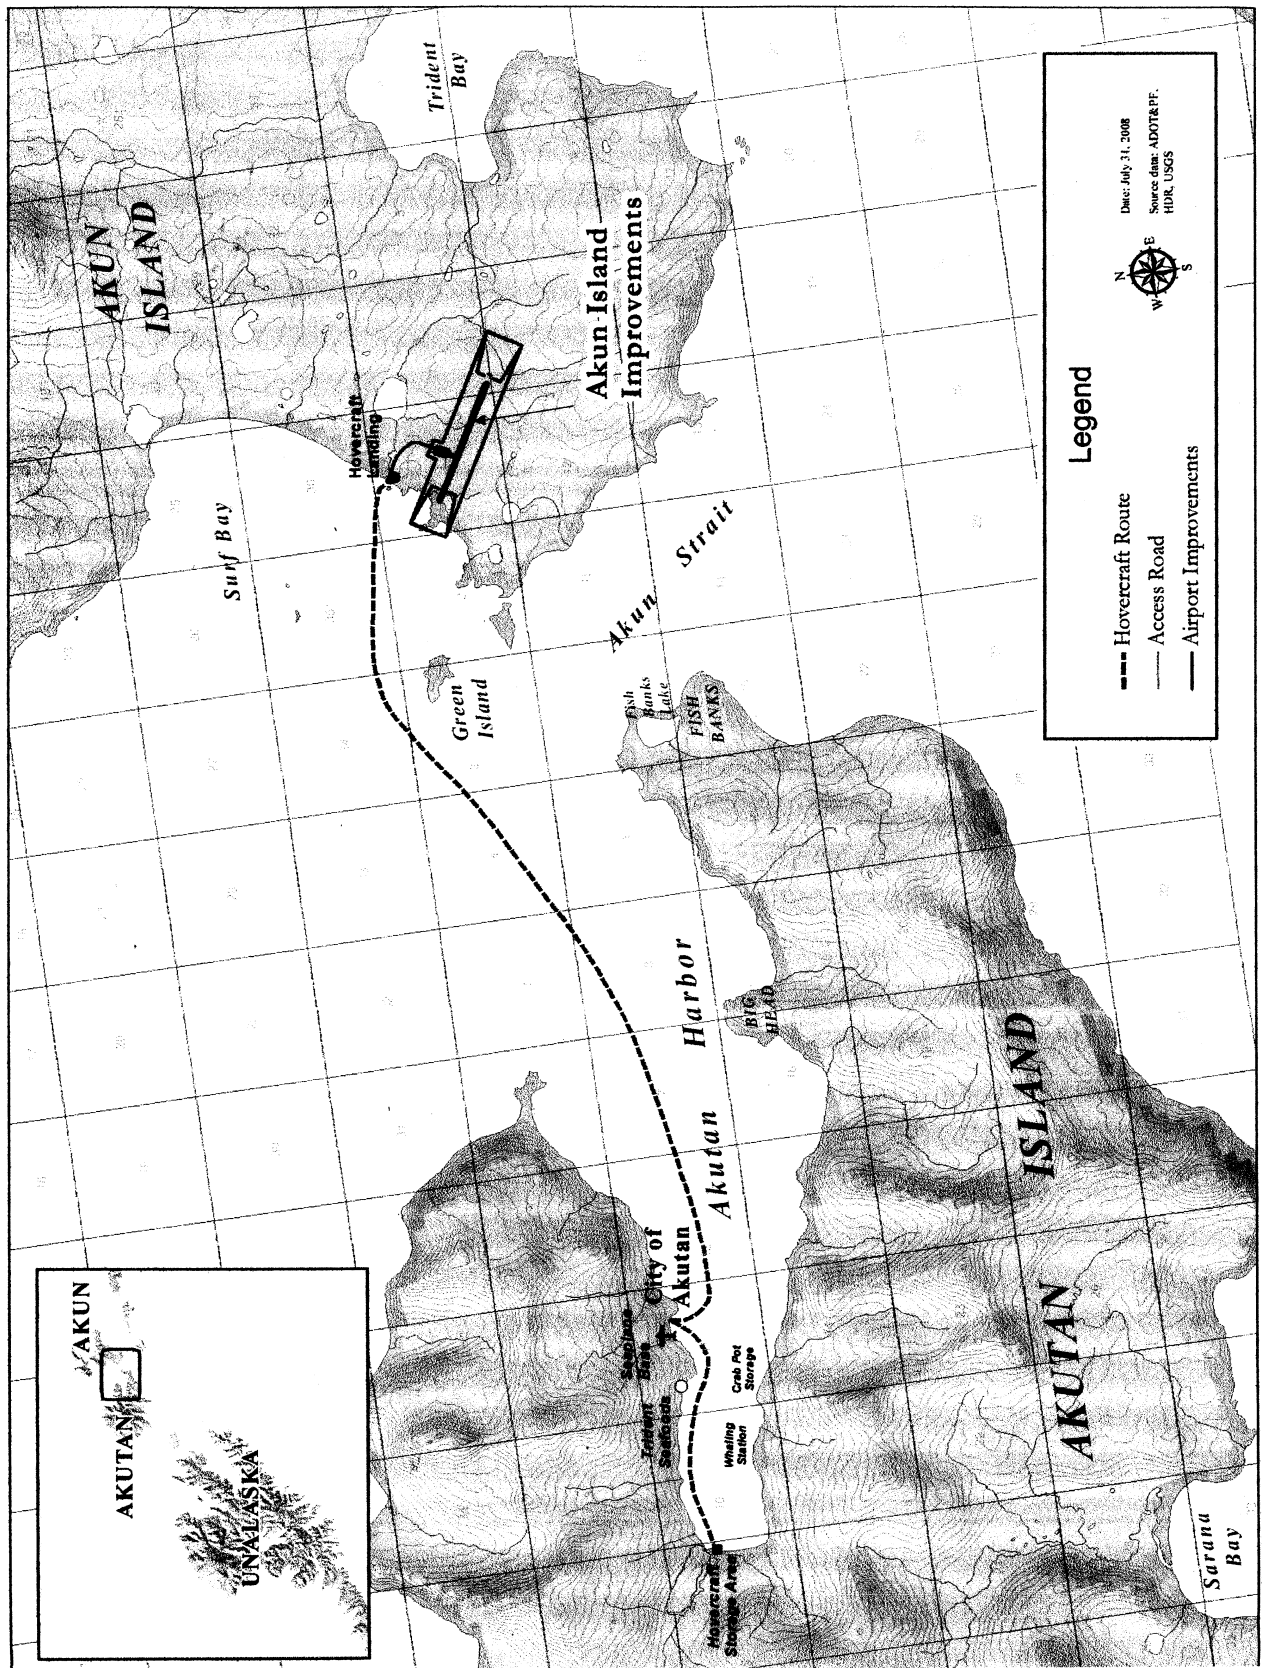 AKUTAN
AKUN
UNALASKA
AKUN
ISLAND
Trident
Bay
Surf Bay
Hovercraft
Landing
Akun Island
Improvements
Green
Island
Akun Strait
Fish
Banks
Lake
FISH
BANKS
Akutan Harbor
BIG
HEAD
City of
Akutan
Seaplane
Base
Trident
Seafoods
Crab Pot
Storage
Whaling
Station
Hovercraft
Storage Area
AKUTAN ISLAND
Sarana
Bay
Legend
Hovercraft Route
Access Road
Airport Improvements
N
W
E
S
Date: July 31, 2008
Source data: ADOT&PF,
HDR, USGS